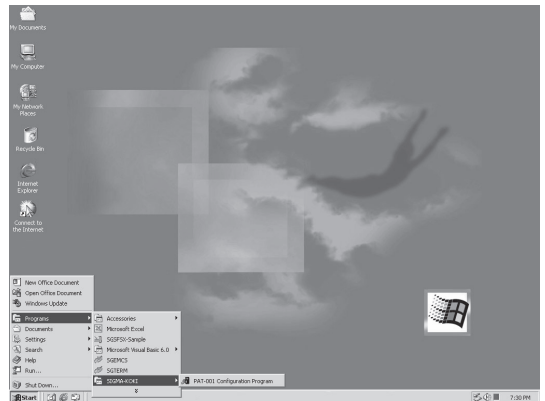 My Documents
My Computer
My Network
Places
Recycle Bin
Internet
Explorer
Connect to
the Internet
New Office Document
Open Office Document
Windows Update
Programs
Documents
Settings
Search
Help
Run...
Shut Down...
Accessories
Microsoft Excel
SGSFSX-Sample
Microsoft Visual Basic 6.0
SGEMCS
SGTERM
SIGMA-KOKI
PAT-001 Configuration Program
Start
7:30 PM